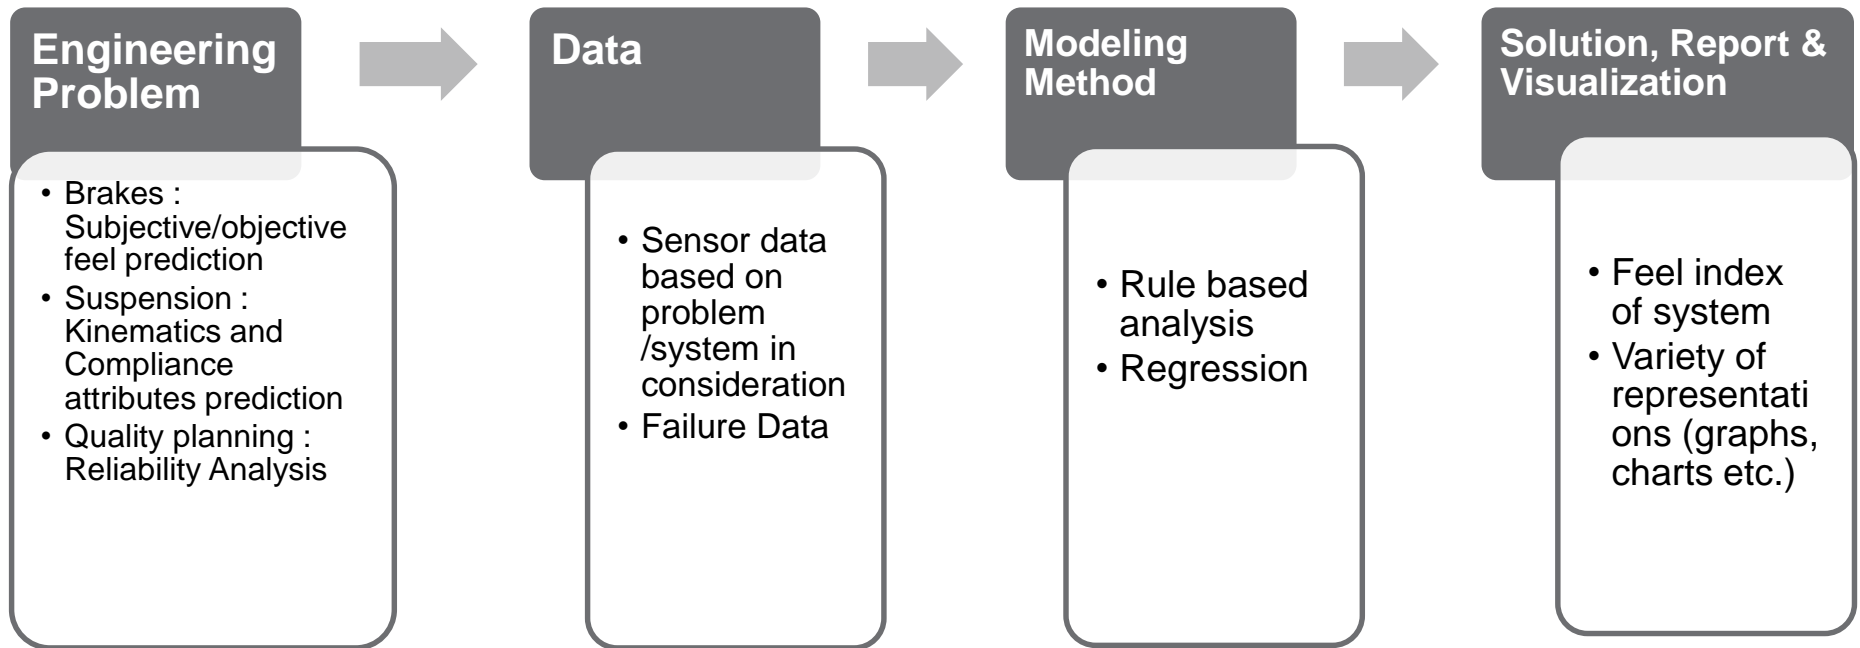 Engineering
Problem
• Brakes :
Subjective/objective
feel prediction
• Suspension :
Kinematics and
Compliance
attributes prediction
• Quality planning :
Reliability Analysis
Data
• Sensor data
based on
problem
/system in
consideration
• Failure Data
Modeling
Method
• Rule based
analysis
• Regression
Solution, Report &
Visualization
• Feel index
of system
• Variety of
representati
ons (graphs,
charts etc.)